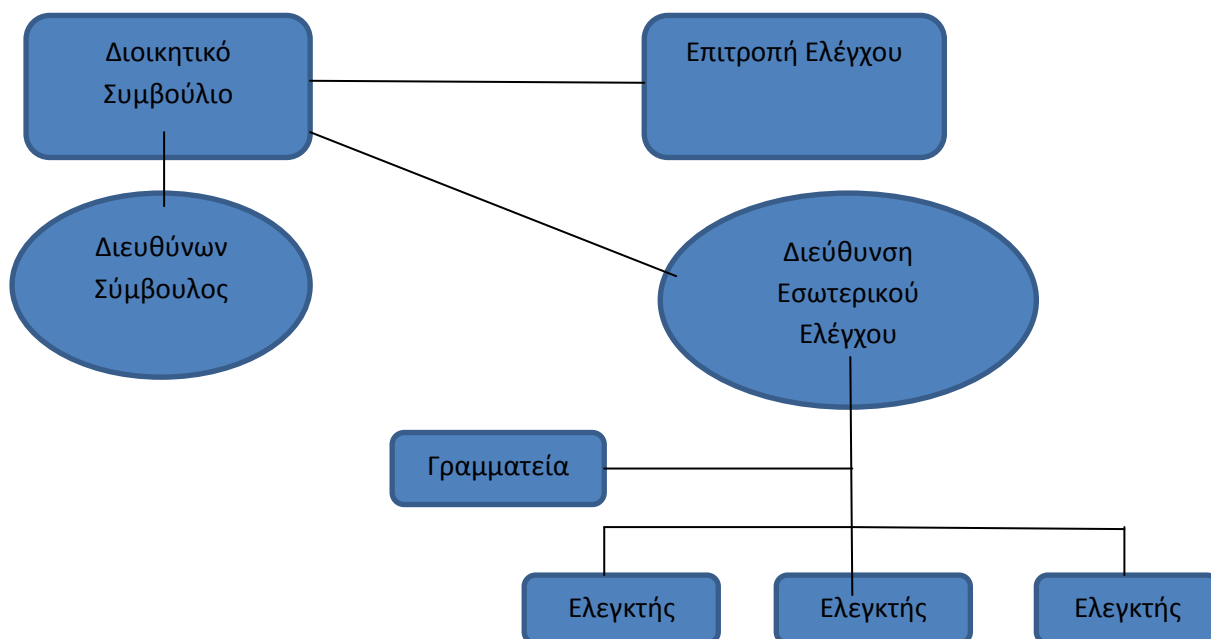 Διοικητικό
Συμβούλιο
Επιτροπή Ελέγχου
Διευθύνων
Σύμβουλος
Διεύθυνση
Εσωτερικού
Ελέγχου
Γραμματεία
Ελεγκτής
Ελεγκτής
Ελεγκτής